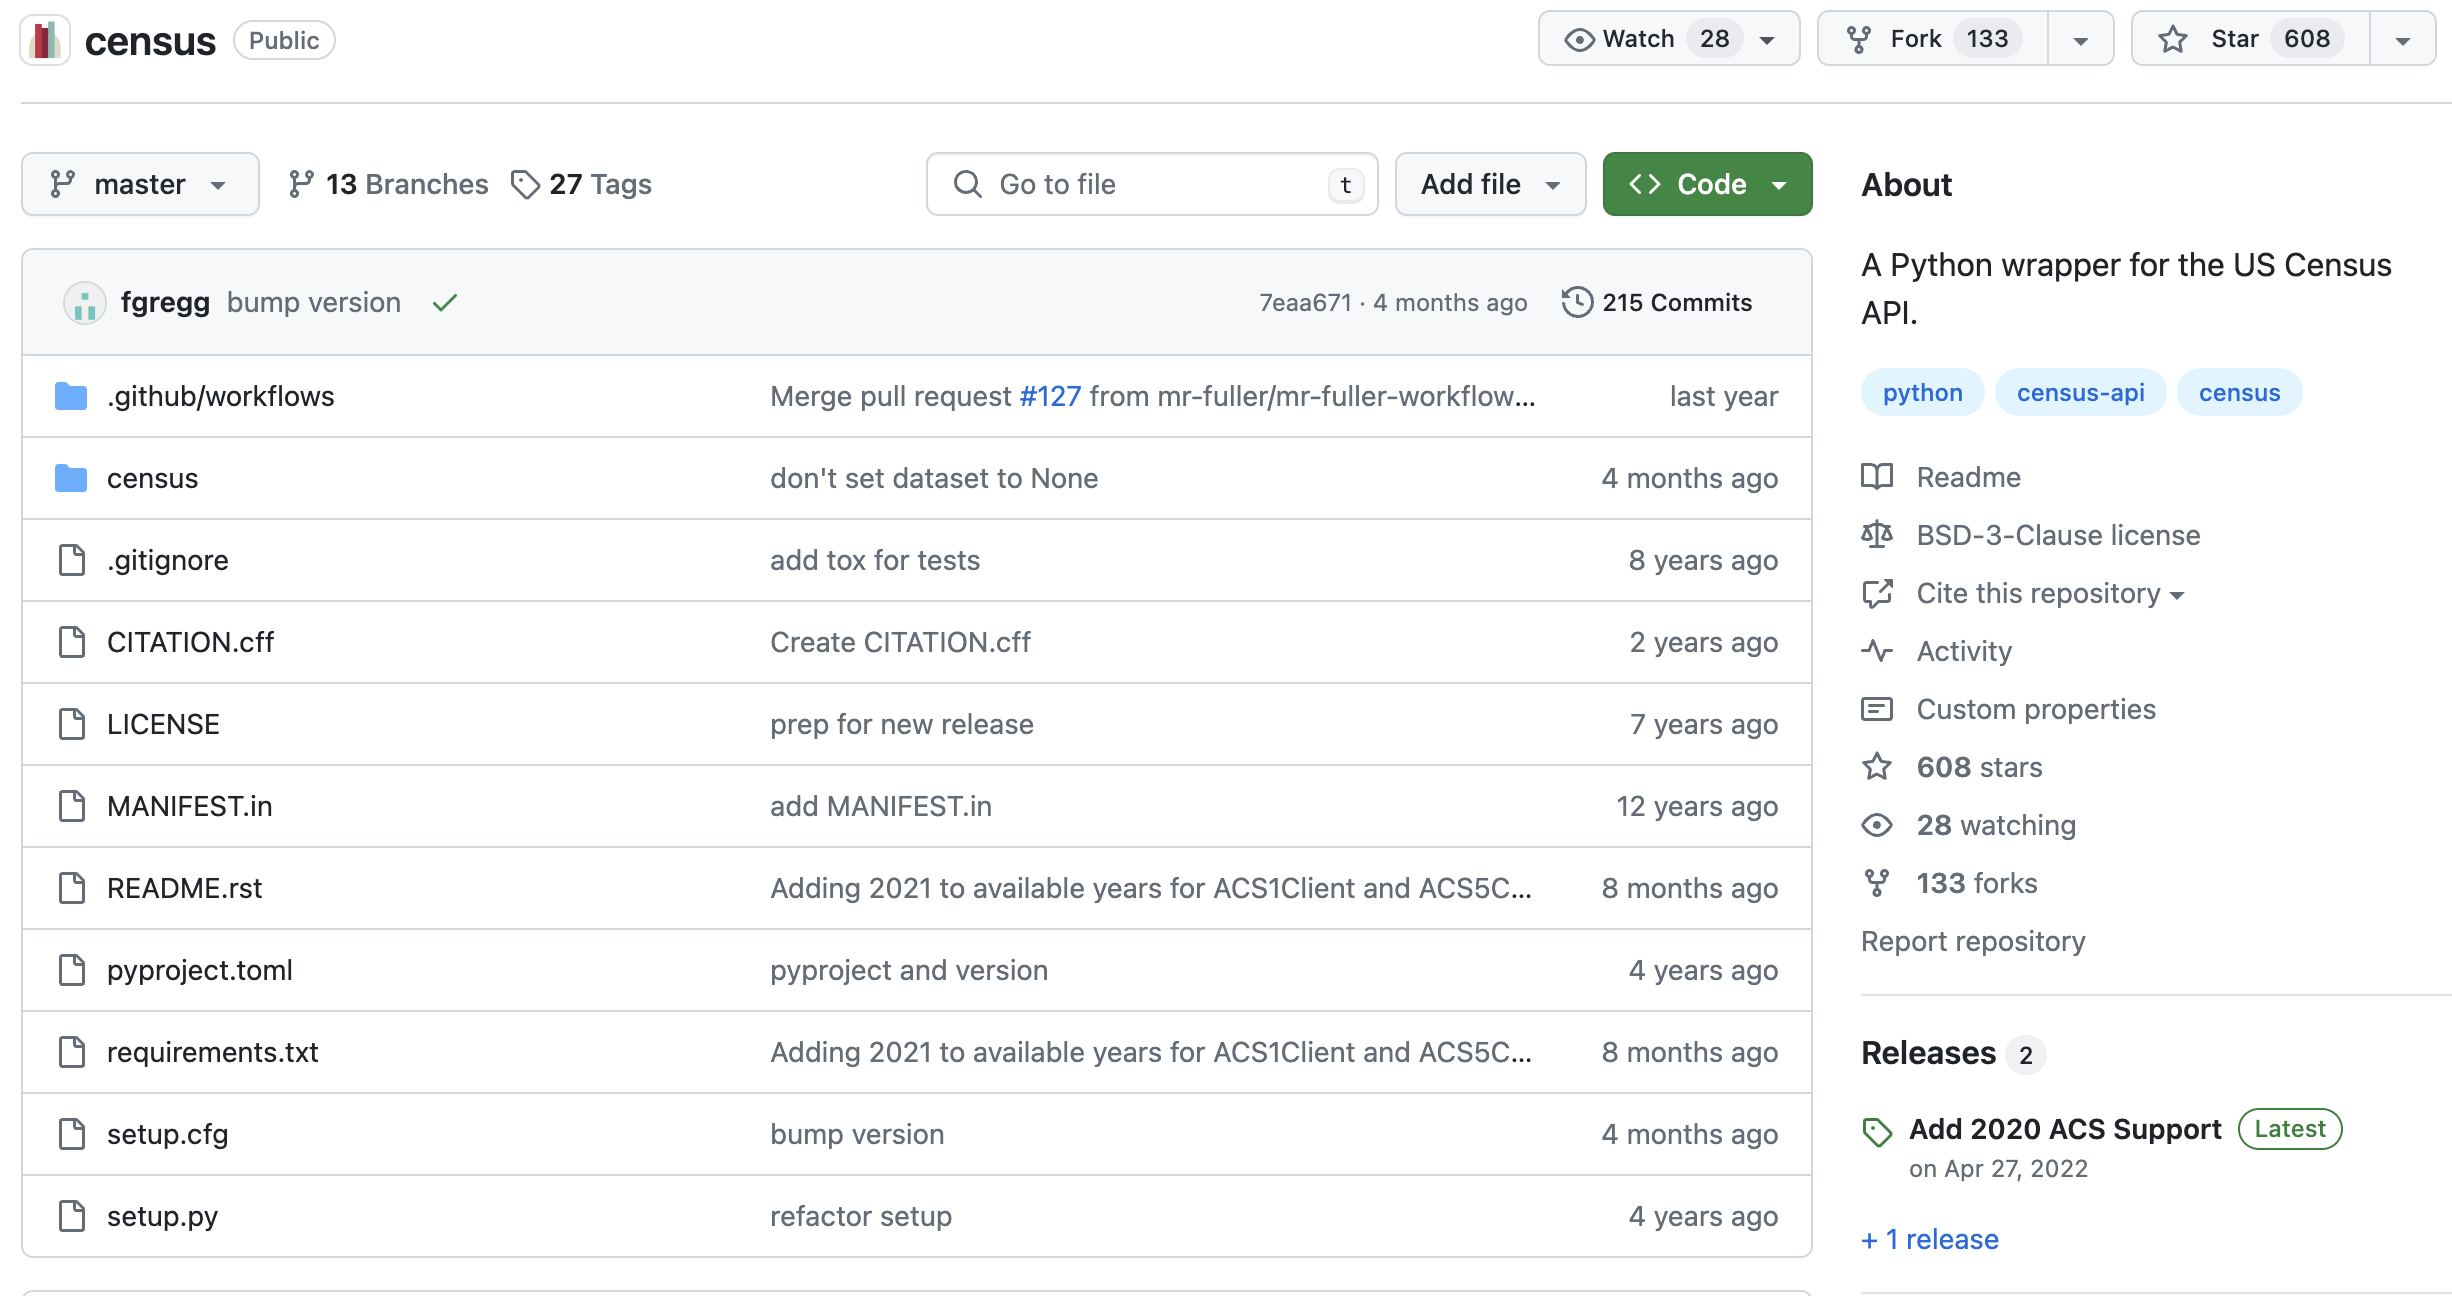 census Public Watch 28 Fork 133 Star 608
master 13 Branches 27 Tags Go to file t Add file Code
fgregg bump version 7eaa671 · 4 months ago 215 Commits
.github/workflows Merge pull request #127 from mr-fuller/mr-fuller-workflow... last year
census don't set dataset to None 4 months ago
.gitignore add tox for tests 8 years ago
CITATION.cff Create CITATION.cff 2 years ago
LICENSE prep for new release 7 years ago
MANIFEST.in add MANIFEST.in 12 years ago
README.rst Adding 2021 to available years for ACS1Client and ACS5C... 8 months ago
pyproject.toml pyproject and version 4 years ago
requirements.txt Adding 2021 to available years for ACS1Client and ACS5C... 8 months ago
setup.cfg bump version 4 months ago
setup.py refactor setup 4 years ago
About
A Python wrapper for the US Census
API.
python census-api census
Readme
BSD-3-Clause license
Cite this repository
Activity
Custom properties
608 stars
28 watching
133 forks
Report repository
Releases 2
Add 2020 ACS Support Latest
on Apr 27, 2022
+ 1 release